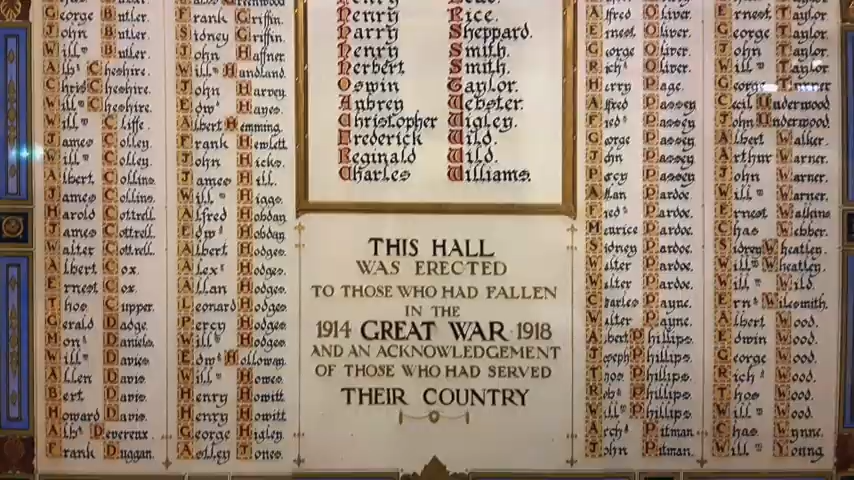 George Butler.
John Butler.
Will^m Butler.
Alb^t Cheshire.
Chris^r Cheshire.
Will^m Cheshire.
Will^m Cliffe.
James Colley.
Will^m Colley.
Albert Collins.
James Collins.
Harold Cottrell.
James Cottrell.
Walter Cottrell.
Albert Cox.
Ernest Cox.
Thos Cupper.
Gerald Dadge.
Mon^t Daniels.
Will^m Davies.
Allen Davis.
Bert Davis.
Howard Davis.
Alb^t Devereux.
Frank Duggan.
Greenwood
Frank Griffin.
Sidney Griffin.
John Haffner.
Will^m Handland.
John Harvey.
Edw^d Hayes.
Albert Hemming.
Frank Hewlett
John Hicks.
James Hill.
Will^m Higgs.
Alfred Hobday
Edw^d Hobday
Albert Hodges.
Alex^r Hodges.
Allan Hodges.
Leonard Hodges.
Percy Hodges.
Will^m Hodges.
Edw^d Holloway.
Will^m Howes.
Henry Howitt
Henry Howitt
George Higley.
Astley Jones.
Henry Rice.
Harry Sheppard.
Henry Smith.
Herbert Smith.
Oswin Taylor.
Aubrey Webster.
Christopher Wigley.
Frederick Wild.
Reginald Wild.
Charles Williams.
THIS HALL
WAS ERECTED
TO THOSE WHO HAD FALLEN
IN THE
1914 GREAT WAR 1918
AND AN ACKNOWLEDGEMENT
OF THOSE WHO HAD SERVED
THEIR COUNTRY
Alfred Oliver.
Ernest Oliver.
George Oliver.
Rich^d Oliver.
Harry Page.
Alfred Passey
Fred^k Passey
George Passey
John Passey
Percy Passey
Allan Pardoe.
Fred^k Pardoe.
Maurice Pardoe.
Sidney Pardoe.
Walter Pardoe.
Walter Pardoe.
Charles Payne.
Walter Payne.
Albert Phillips.
Joseph Phillips.
Thos Phillips.
Rob^t Phillips.
Will^m Phillips.
Arch^d Pitman.
John Pitman.
Ernest Taylor.
George Taylor.
John Taylor.
Will^m Taylor.
George Turner
Cecil Underwood
John Underwood
Albert Walker.
Arthur Warner.
John Warner.
Will^m Warner.
Ernest Watkins
Chas Webber.
Sidney Wheatley.
Will^m Wheatley.
Will^m Wild.
Ern^t Wilesmith.
Albert Wood.
Edwin Wood.
George Wood.
Rich^d Wood.
Thos Wood.
Will^m Wood.
Chas Wynne.
Will^m Young.